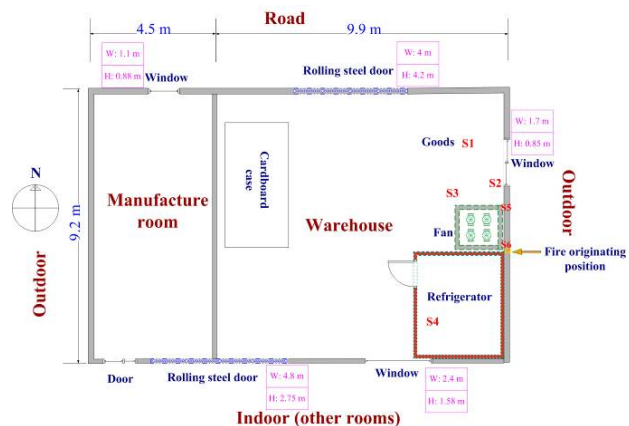 Road
4.5 m
9.9 m
W: 1.1 m
H: 0.88 m
Window
Rolling steel door
W: 4 m
H: 4.2 m
W: 1.7 m
H: 0.85 m
Goods
S1
Window
Cardboard
case
N
S2
S3
Manufacture
room
Warehouse
S5
Outdoor
9.2 m
Fan
S6
Fire originating
position
Outdoor
Refrigerator
S4
Door
Rolling steel door
W: 4.8 m
H: 2.75 m
Window
W: 2.4 m
H: 1.58 m
Indoor (other rooms)